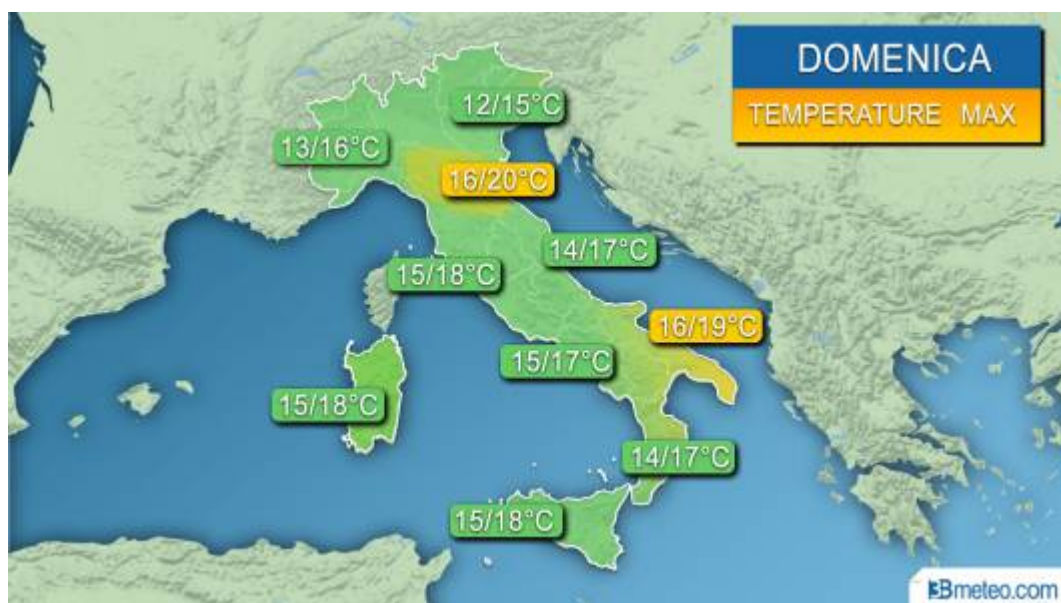 DOMENICA
TEMPERATURE MAX
12/15°C
13/16°C
16/20°C
14/17°C
15/18°C
16/19°C
15/17°C
15/18°C
14/17°C
15/18°C
3Bmeteo.com